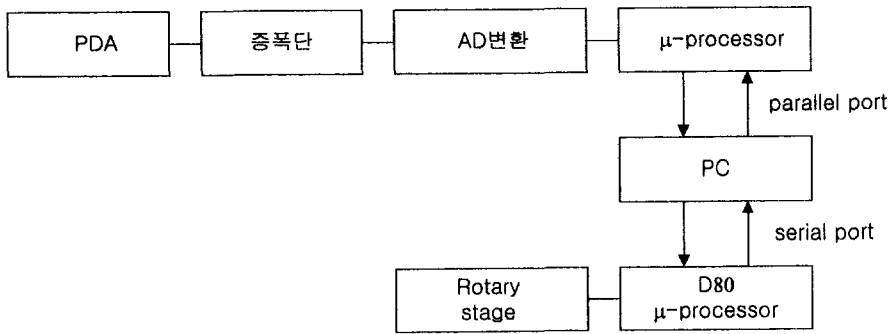 PDA
증폭단
AD변환
μ-processor
parallel port
PC
serial port
Rotary
stage
D80
μ-processor